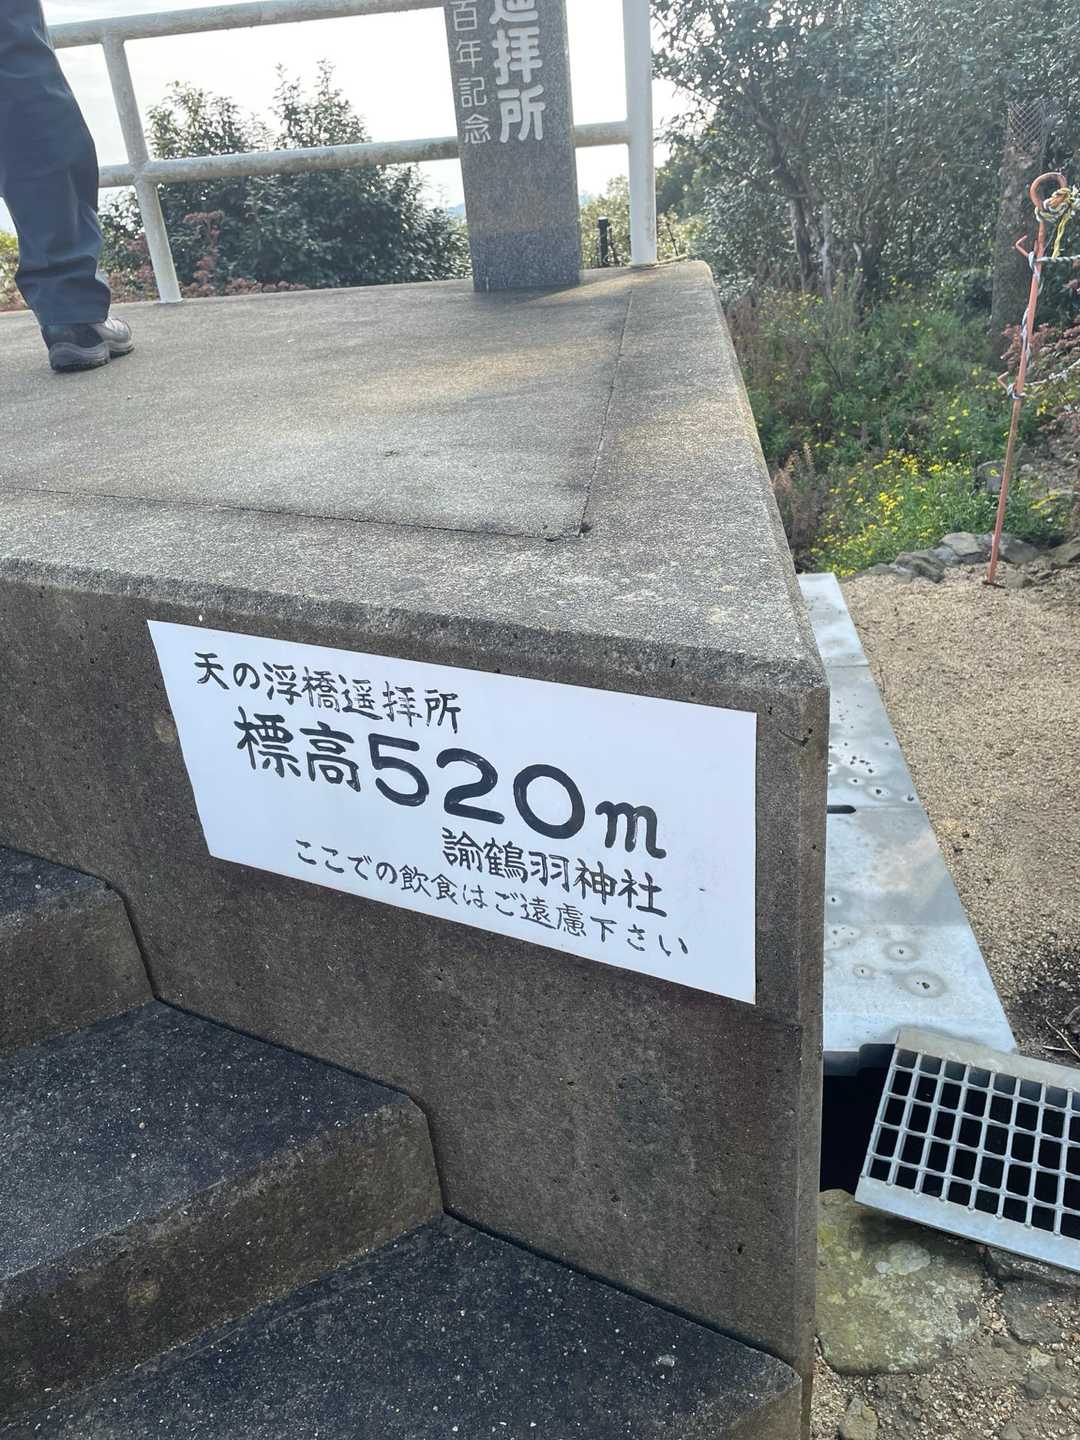 遥拝所
百年記念
天の浮橋遥拝所
標高520m
諭鶴羽神社
ここでの飲食はご遠慮下さい